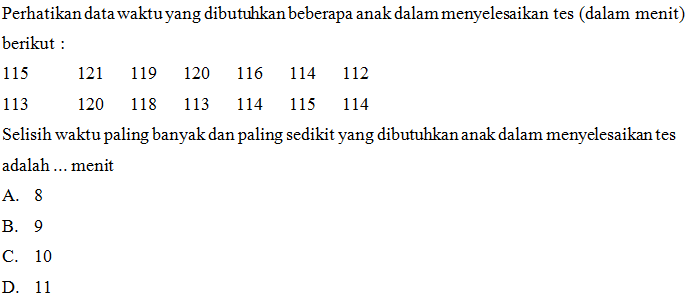 Perhatikan data waktu yang dibutuhkan beberapa anak dalam menyelesaikan tes (dalam menit)
berikut :
115 121 119 120 116 114 112
113 120 118 113 114 115 114
Selisih waktu paling banyak dan paling sedikit yang dibutuhkan anak dalam menyelesaikan tes
adalah ... menit
A. 8
B. 9
C. 10
D. 11